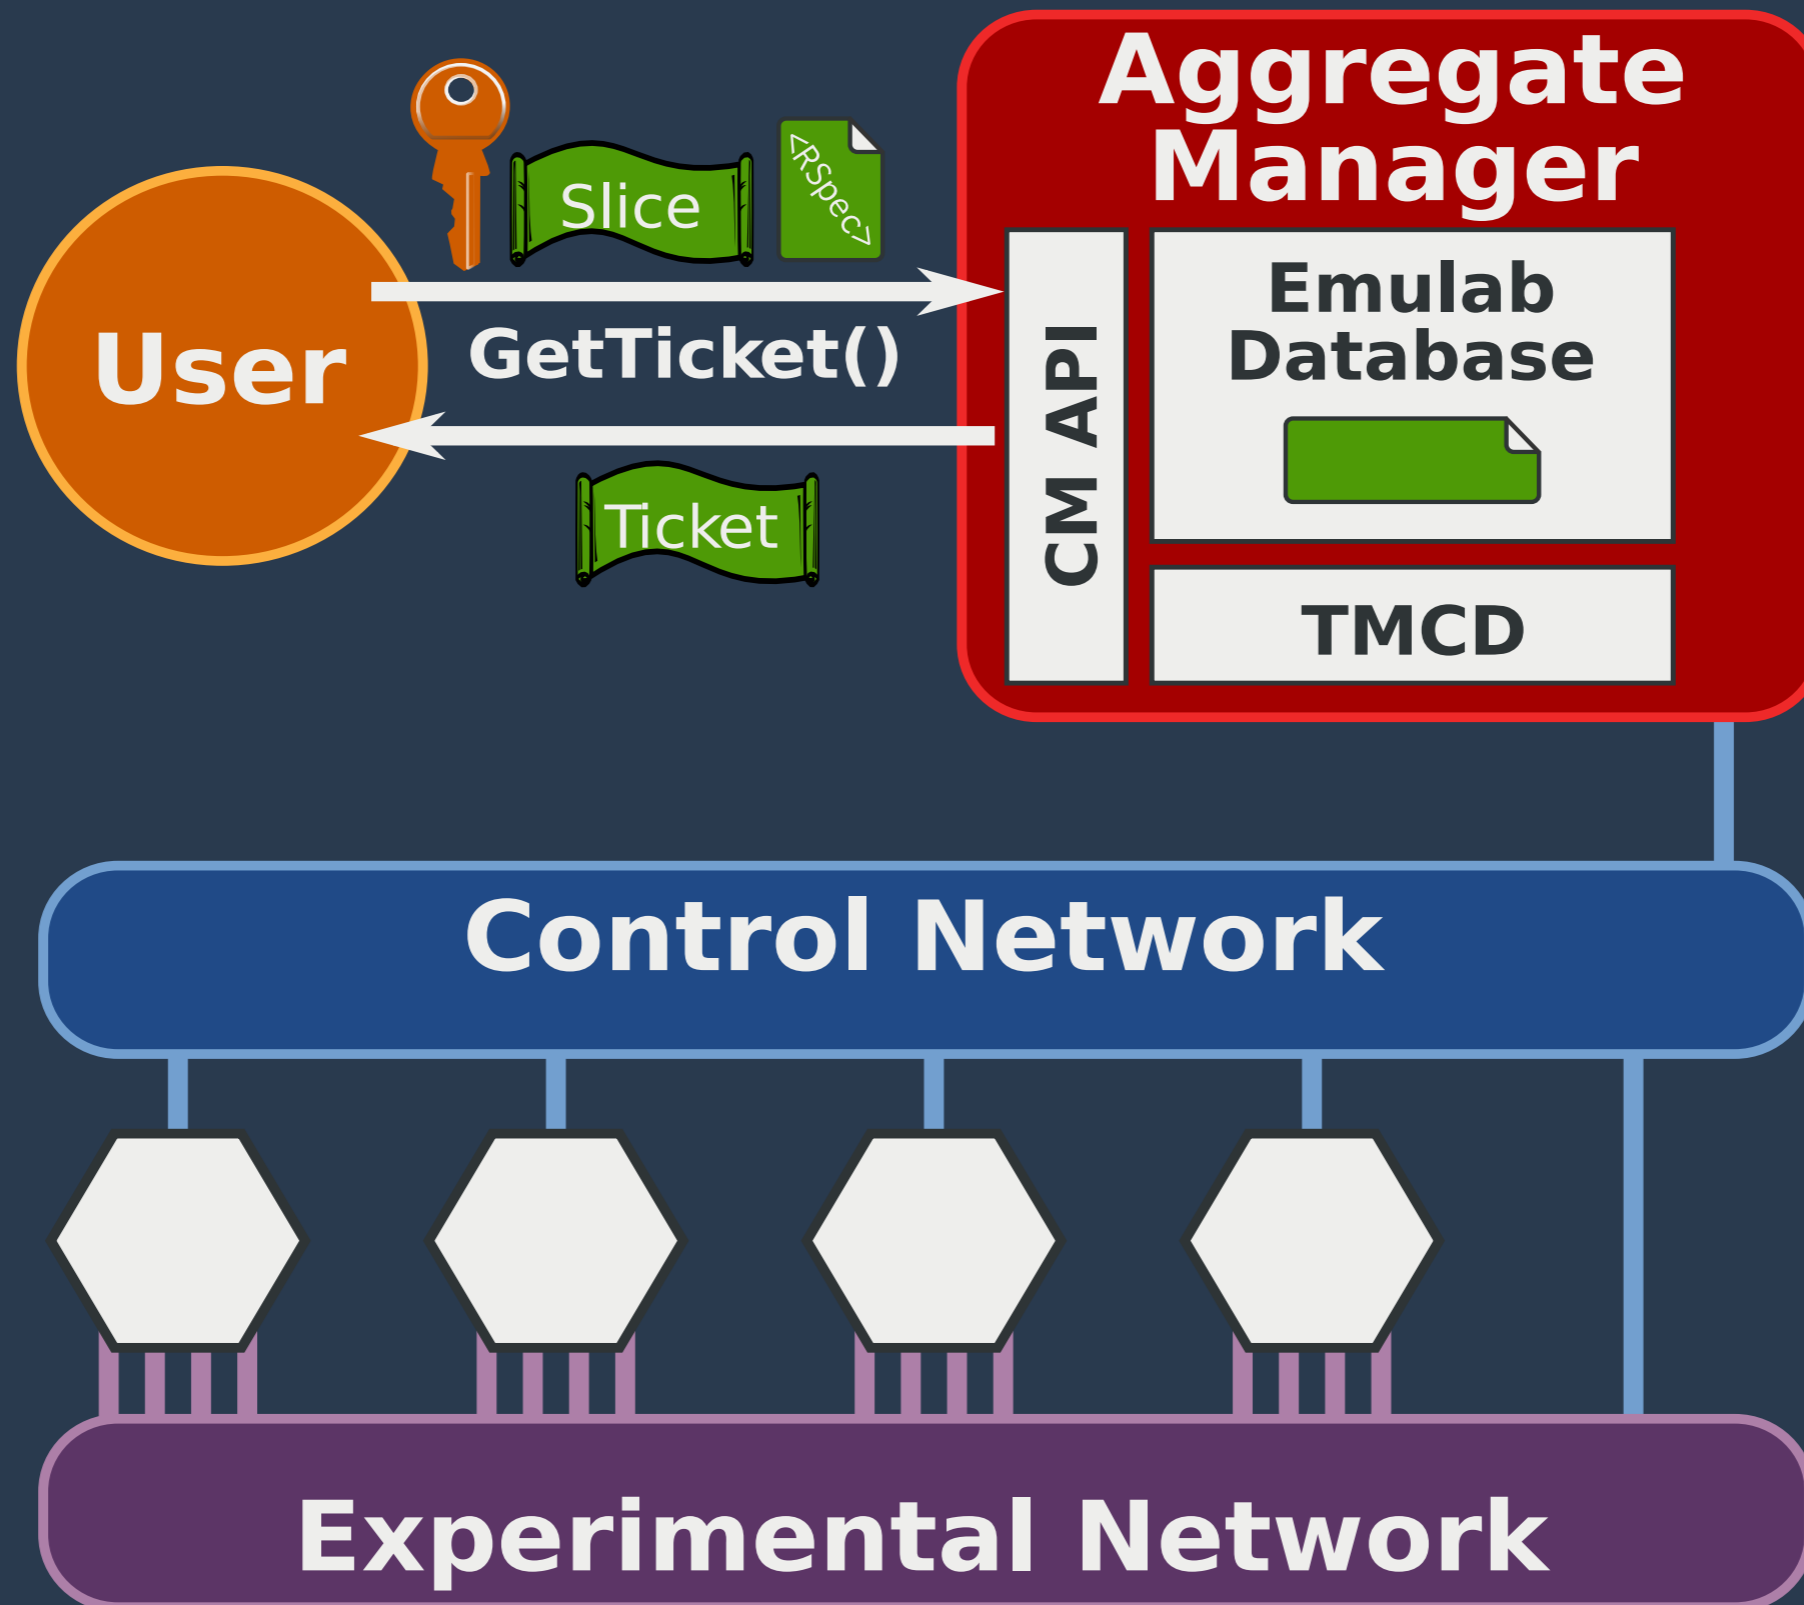 Aggregate
Manager
Slice
<RSpec>
User
GetTicket()
CM API
Emulab
Database
Ticket
TMCD
Control Network
Experimental Network